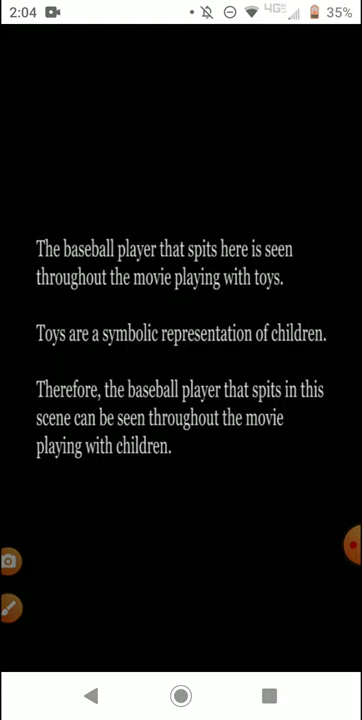 2:04 4GE 35%
The baseball player that spits here is seen
throughout the movie playing with toys.
Toys are a symbolic representation of children.
Therefore, the baseball player that spits in this
scene can be seen throughout the movie
playing with children.